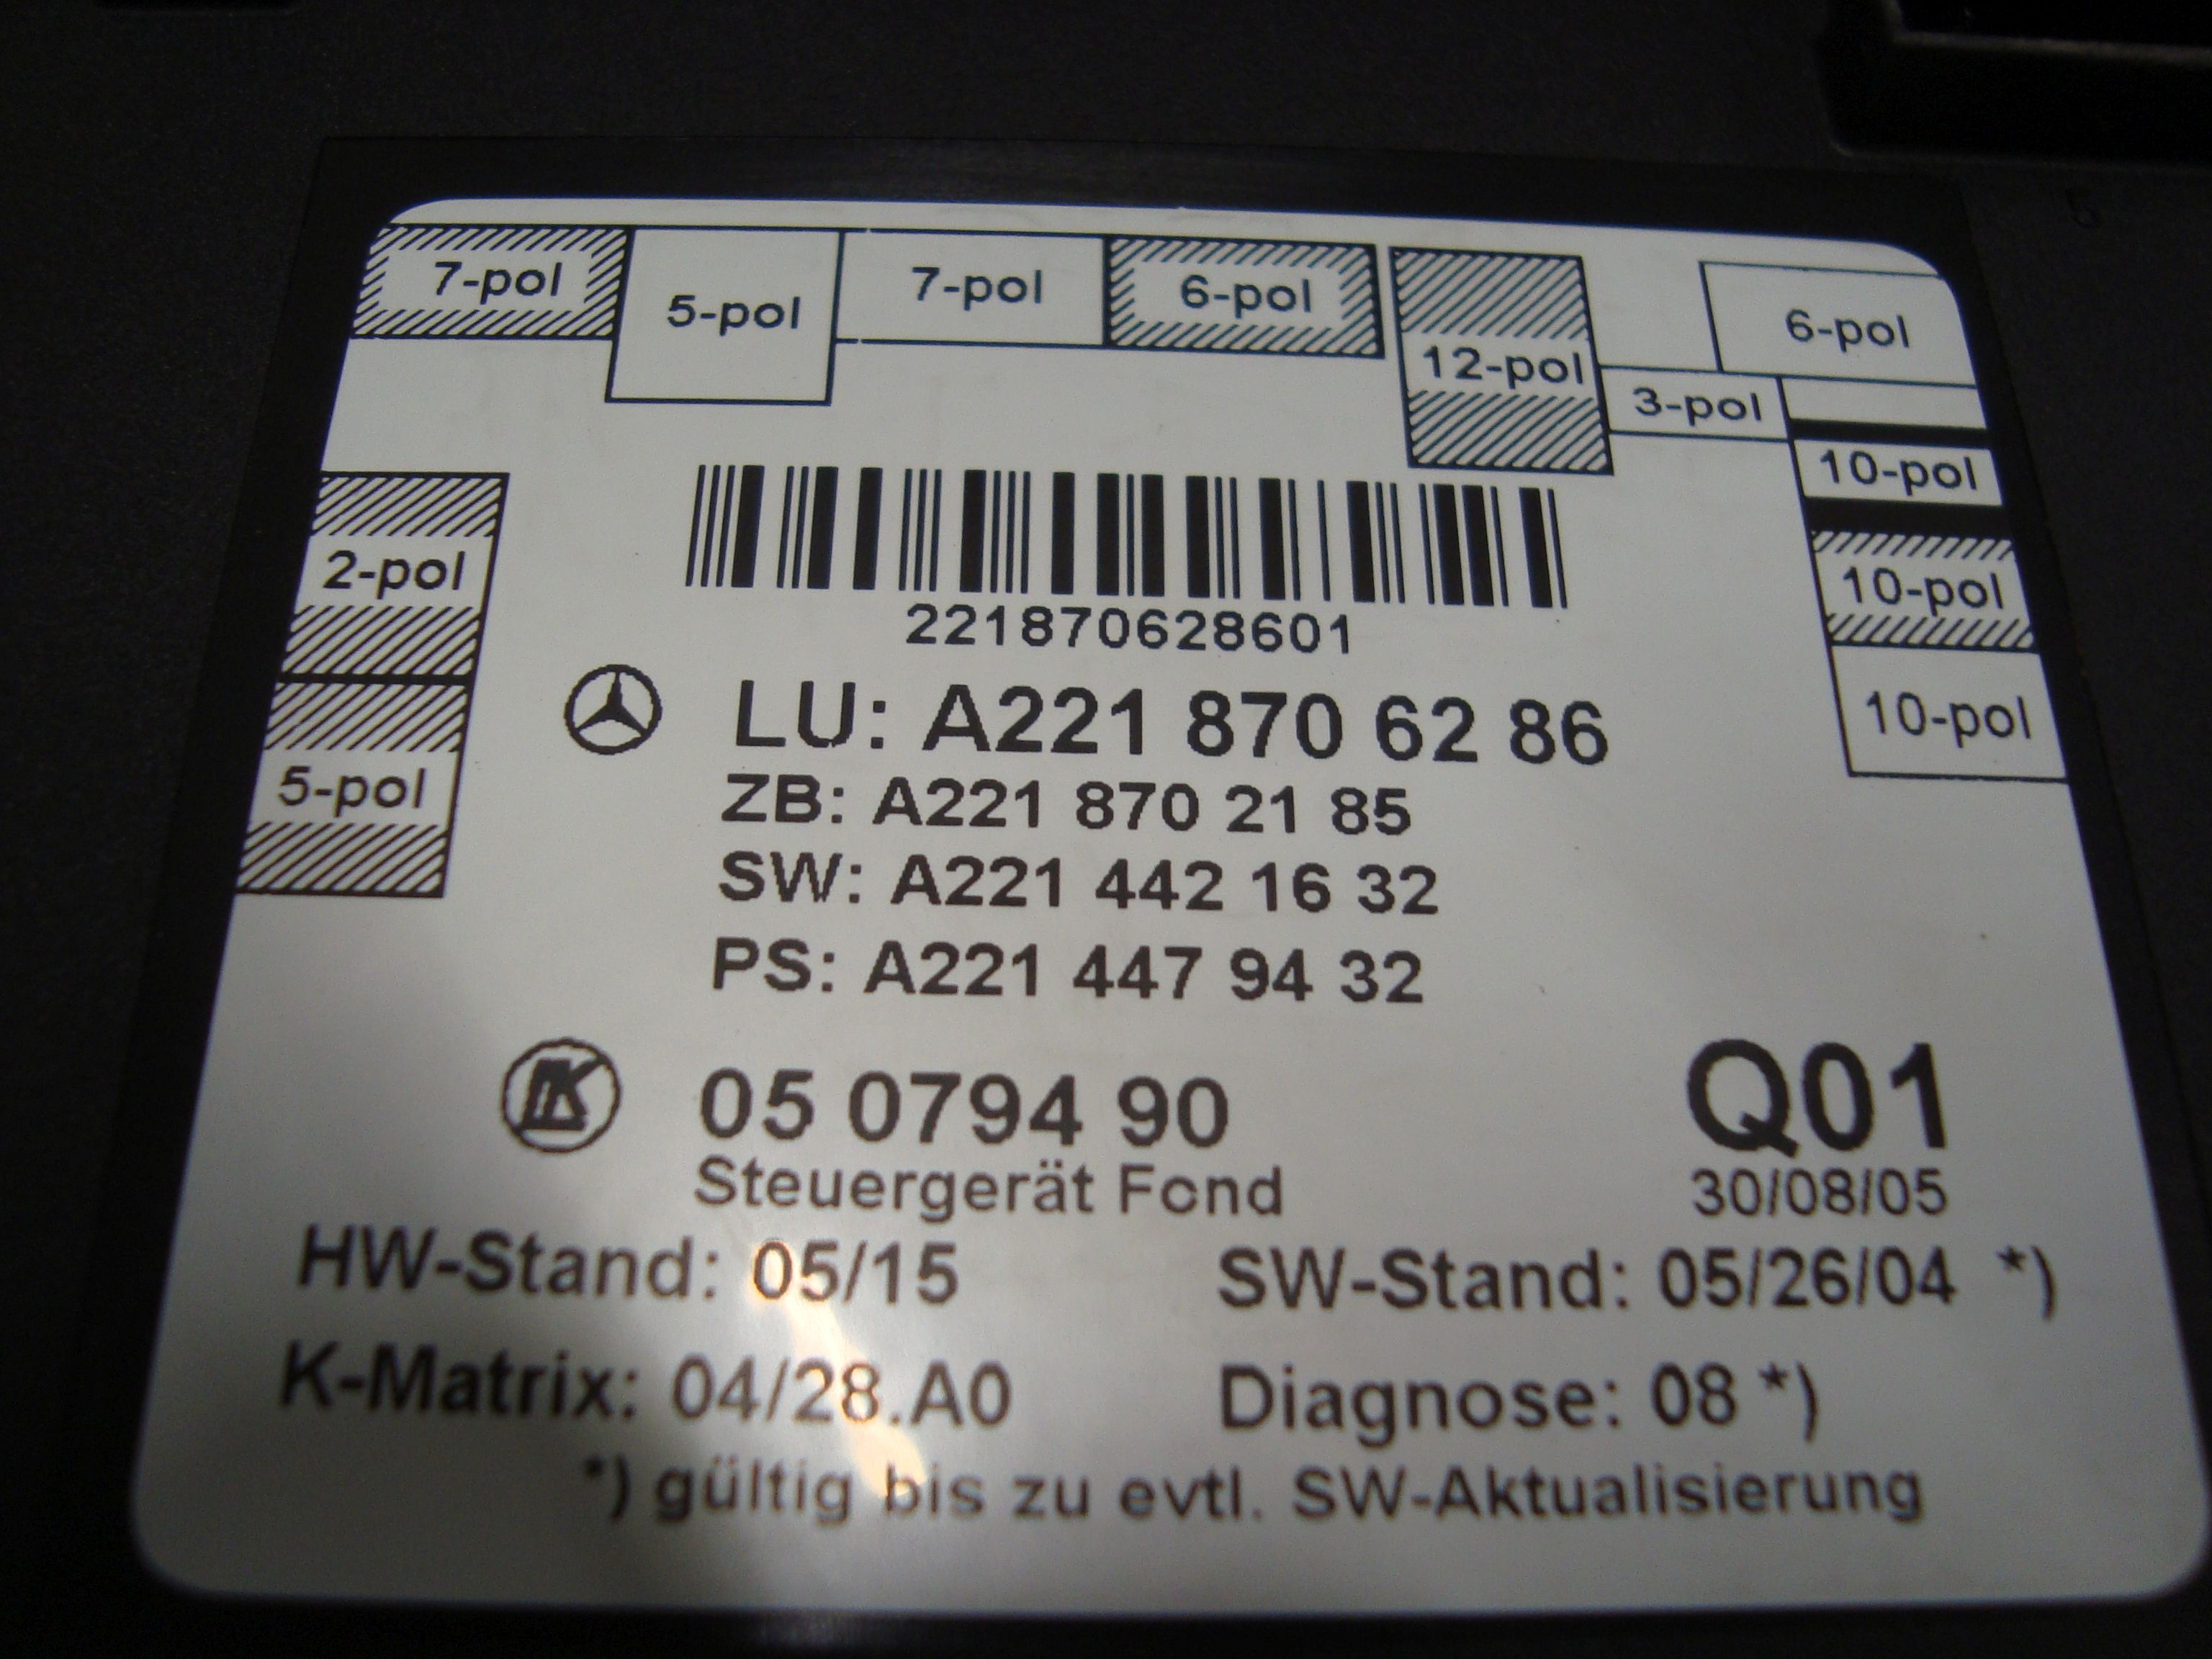 7-pol
5-pol
7-pol
6-pol
12-pol
6-pol
3-pol
10-pol
10-pol
10-pol
2-pol
5-pol
221870628601
LU: A221 870 62 86
ZB: A221 870 21 85
SW: A221 442 16 32
PS: A221 447 94 32
05 0794 90
Q01
Steuergerät Fond
30/08/05
HW-Stand: 05/15
SW-Stand: 05/26/04 *)
K-Matrix: 04/28.A0
Diagnose: 08 *)
*) gültig bis zu evtl. SW-Aktualisierung